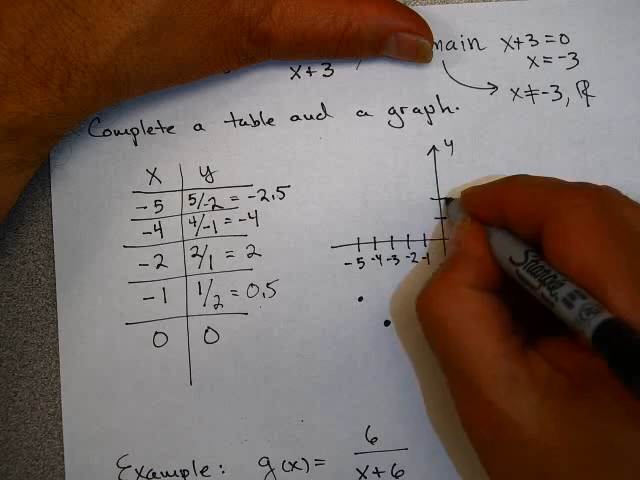 main x+3=0
x+3 x=-3
x≠-3, ℝ
Complete a table and a graph.
x y
-5 5/-2 = -2.5
-4 4/-1 = -4
-2 2/1 = 2
-1 1/2 = 0.5
0 0
y
-5 -4 -3 -2 -1
Sharpie
Example: g(x) = 6
x+6